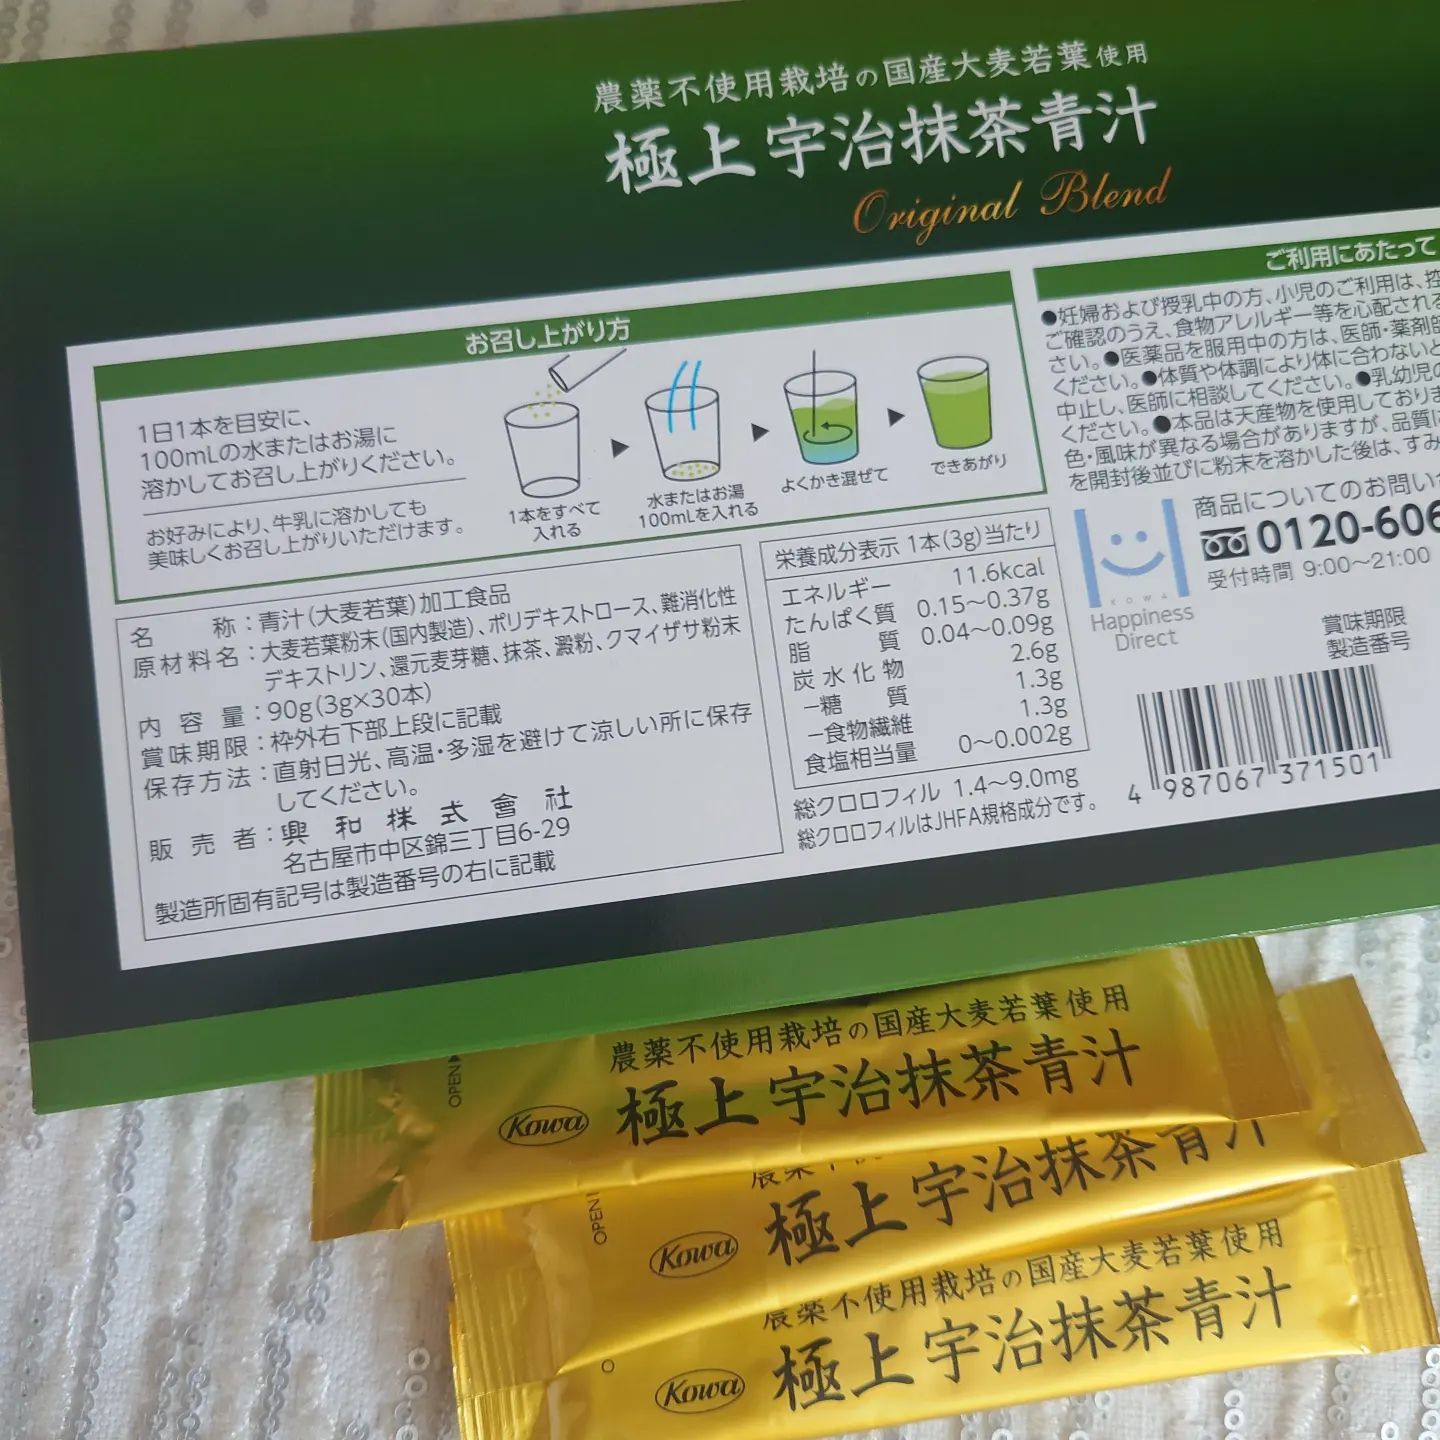 農薬不使用栽培の国産大麦若葉使用
極上宇治抹茶青汁
Original Blend
お召し上がり方
1日1本を目安に、
100mLの水またはお湯に
溶かしてお召し上がりください。
お好みにより、牛乳に溶かしても
美味しくお召し上がりいただけます。
1本をすべて
入れる
水またはお湯
100mLを入れる
よくかき混ぜて
できあがり
名称:青汁(大麦若葉)加工食品
原材料名:大麦若葉粉末(国内製造)、ポリデキストロース、難消化性
デキストリン、還元麦芽糖、抹茶、澱粉、クマイザサ粉末
内容量:90g(3g×30本)
賞味期限:枠外右下部上段に記載
保存方法:直射日光、高温・多湿を避けて涼しい所に保存
してください。
販売者:興和株式會社
名古屋市中区錦三丁目6-29
製造所固有記号は製造番号の右に記載
栄養成分表示 1本(3g)当たり
エネルギー 11.6kcal
たんぱく質 0.15〜0.37g
脂質 0.04〜0.09g
炭水化物 2.6g
−糖質 1.3g
−食物繊維 1.3g
食塩相当量 0〜0.002g
総クロロフィル 1.4〜9.0mg
総クロロフィルはJHFA規格成分です。
ご利用にあたって
●妊婦および授乳中の方、小児のご利用は、控
ご確認のうえ、食物アレルギー等を心配される
さい。●医薬品を服用中の方は、医師・薬剤師
ください。●体質や体調により体に合わないと
中止し、医師に相談してください。●乳幼児の
ください。●本品は天産物を使用しておりま
色・風味が異なる場合がありますが、品質に
を開封後並びに粉末を溶かした後は、すみ
商品についてのお問い
0120-606
受付時間 9:00〜21:00
KOWA
Happiness
Direct
賞味期限
製造番号
4 987067 371501
農薬不使用栽培の国産大麦若葉使用
OPEN
Kowa
極上宇治抹茶青汁
OPEN
Kowa
極上宇治抹茶青汁
農薬不使用栽培の国産大麦若葉使用
Kowa
極上宇治抹茶青汁